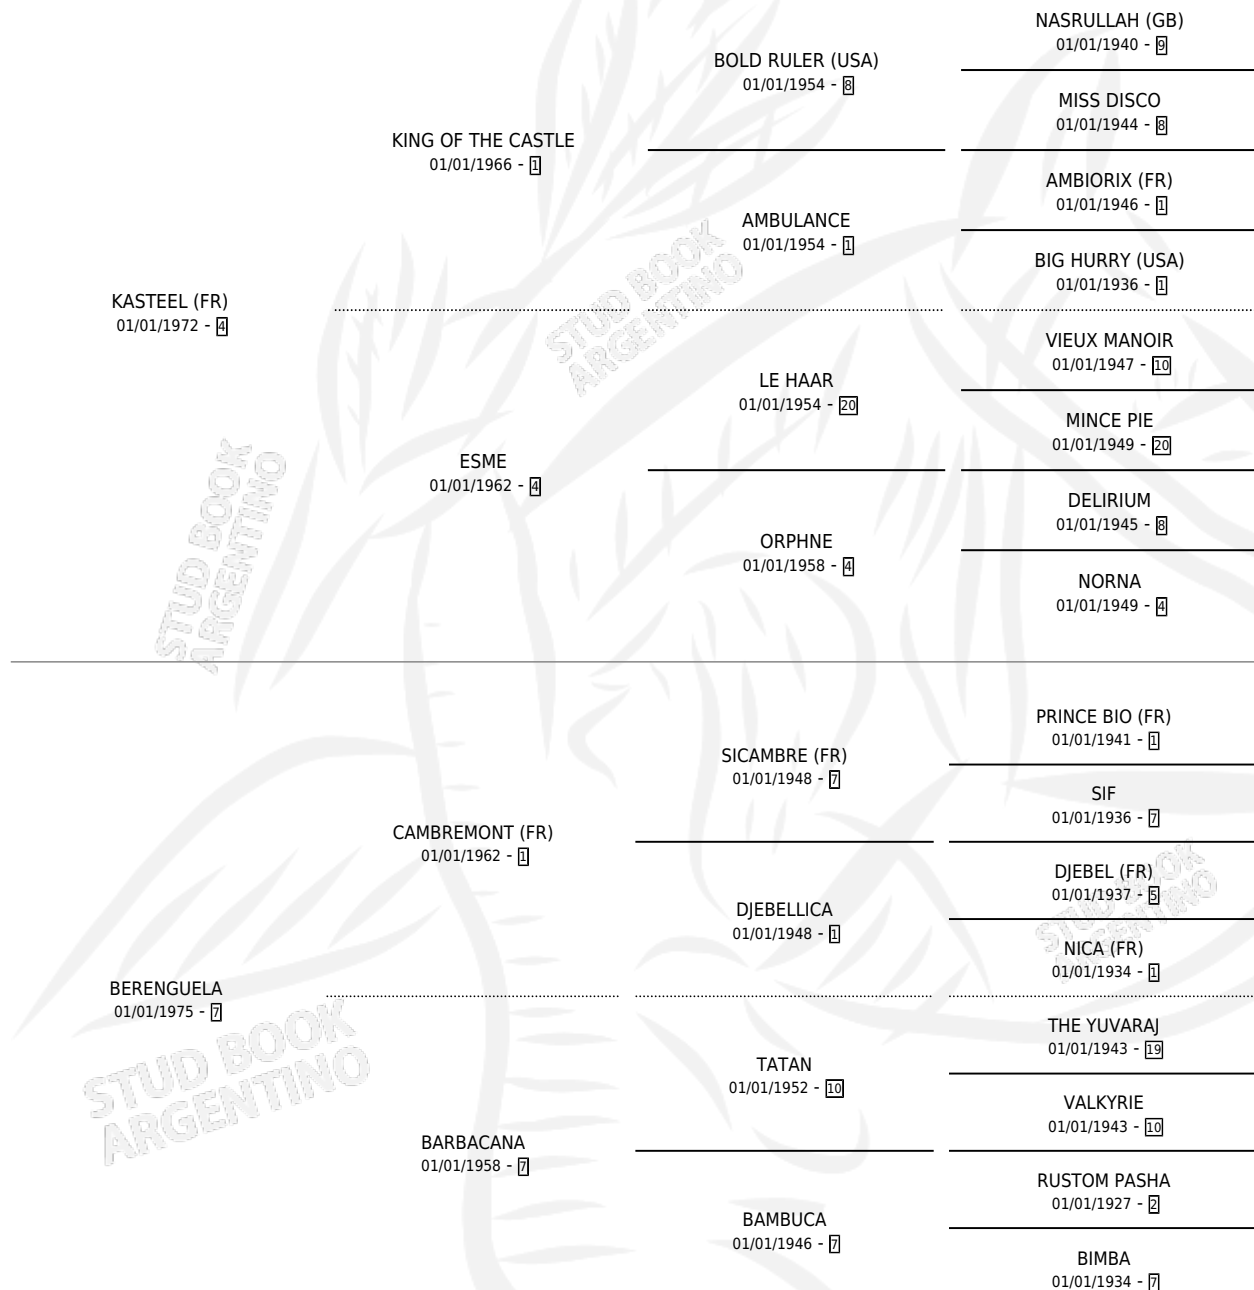 NASRULLAH (GB)
01/01/1940 - 9
BOLD RULER (USA)
01/01/1954 - 8
MISS DISCO
01/01/1944 - 8
KING OF THE CASTLE
01/01/1966 - 1
AMBIORIX (FR)
01/01/1946 - 1
AMBULANCE
01/01/1954 - 1
BIG HURRY (USA)
01/01/1936 - 1
KASTEEL (FR)
01/01/1972 - 4
VIEUX MANOIR
01/01/1947 - 10
LE HAAR
01/01/1954 - 20
MINCE PIE
01/01/1949 - 20
ESME
01/01/1962 - 4
DELIRIUM
01/01/1945 - 8
ORPHNE
01/01/1958 - 4
NORNA
01/01/1949 - 4
PRINCE BIO (FR)
01/01/1941 - 1
SICAMBRE (FR)
01/01/1948 - 7
SIF
01/01/1936 - 7
CAMBREMONT (FR)
01/01/1962 - 1
DJEBEL (FR)
01/01/1937 - 5
DJEBELLICA
01/01/1948 - 1
NICA (FR)
01/01/1934 - 1
BERENGUELA
01/01/1975 - 7
THE YUVARAJ
01/01/1943 - 19
TATAN
01/01/1952 - 10
VALKYRIE
01/01/1943 - 10
BARBACANA
01/01/1958 - 7
RUSTOM PASHA
01/01/1927 - 2
BAMBUCA
01/01/1946 - 7
BIMBA
01/01/1934 - 7
STUD BOOK
ARGENTINO
STUD BOOK
ARGENTINO
STUD BOOK
ARGENTINO
STUD BOOK
ARGENTINO